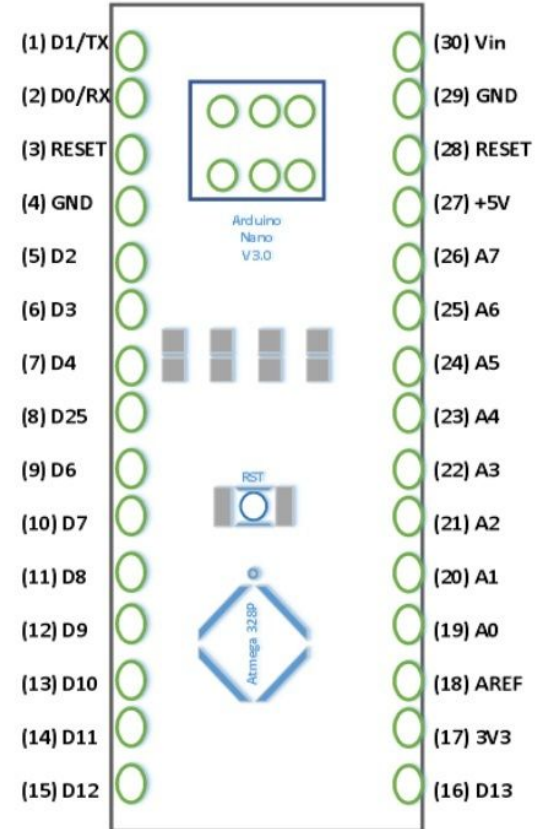 (1) D1/TX
(2) D0/RX
(3) RESET
(4) GND
(5) D2
(6) D3
(7) D4
(8) D25
(9) D6
(10) D7
(11) D8
(12) D9
(13) D10
(14) D11
(15) D12
Arduino
Nano
V3.0
RST
Atmega 328P
(30) Vin
(29) GND
(28) RESET
(27) +5V
(26) A7
(25) A6
(24) A5
(23) A4
(22) A3
(21) A2
(20) A1
(19) A0
(18) AREF
(17) 3V3
(16) D13